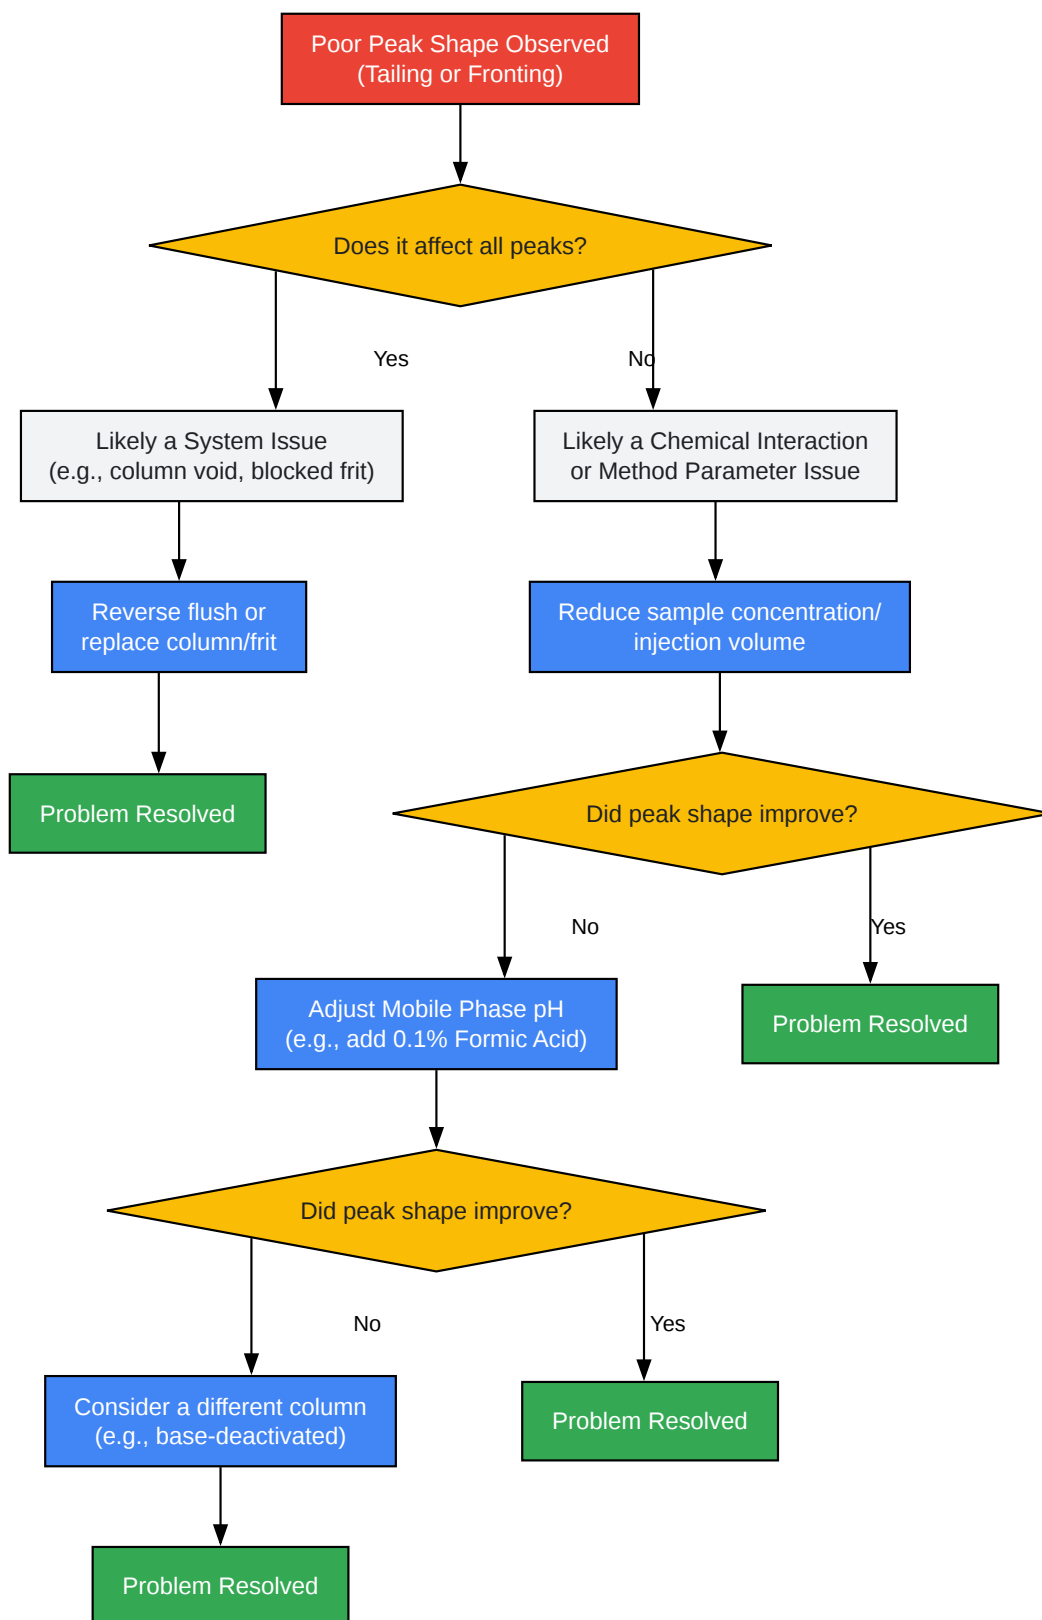 Poor Peak Shape Observed
(Tailing or Fronting)
Does it affect all peaks?
Yes
No
Likely a System Issue
(e.g., column void, blocked frit)
Likely a Chemical Interaction
or Method Parameter Issue
Reverse flush or
replace column/frit
Reduce sample concentration/
injection volume
Problem Resolved
Did peak shape improve?
No
Yes
Adjust Mobile Phase pH
(e.g., add 0.1% Formic Acid)
Problem Resolved
Did peak shape improve?
No
Yes
Consider a different column
(e.g., base-deactivated)
Problem Resolved
Problem Resolved